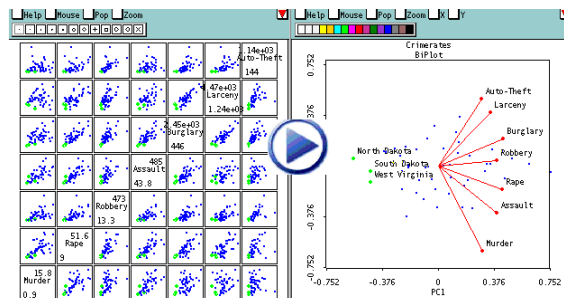 Help Mouse Pop Zoom
Help Mouse Pop Zoom X Y
1.14e+03
Auto-Theft
144
4.47e+03
Larceny
1.24e+03
2.45e+03
Burglary
446
485
Assault
43.8
473
Robbery
13.3
51.6
Rape
9
15.8
Murder
0.9
Crimerates
BiPlot
0.752
0.376
-0.376
-0.752
Auto-Theft
Larceny
Burglary
North Dakota
Robbery
South Dakota
West Virginia
Rape
Assault
Murder
-0.752 -0.376 0 0.376 0.752
PC1